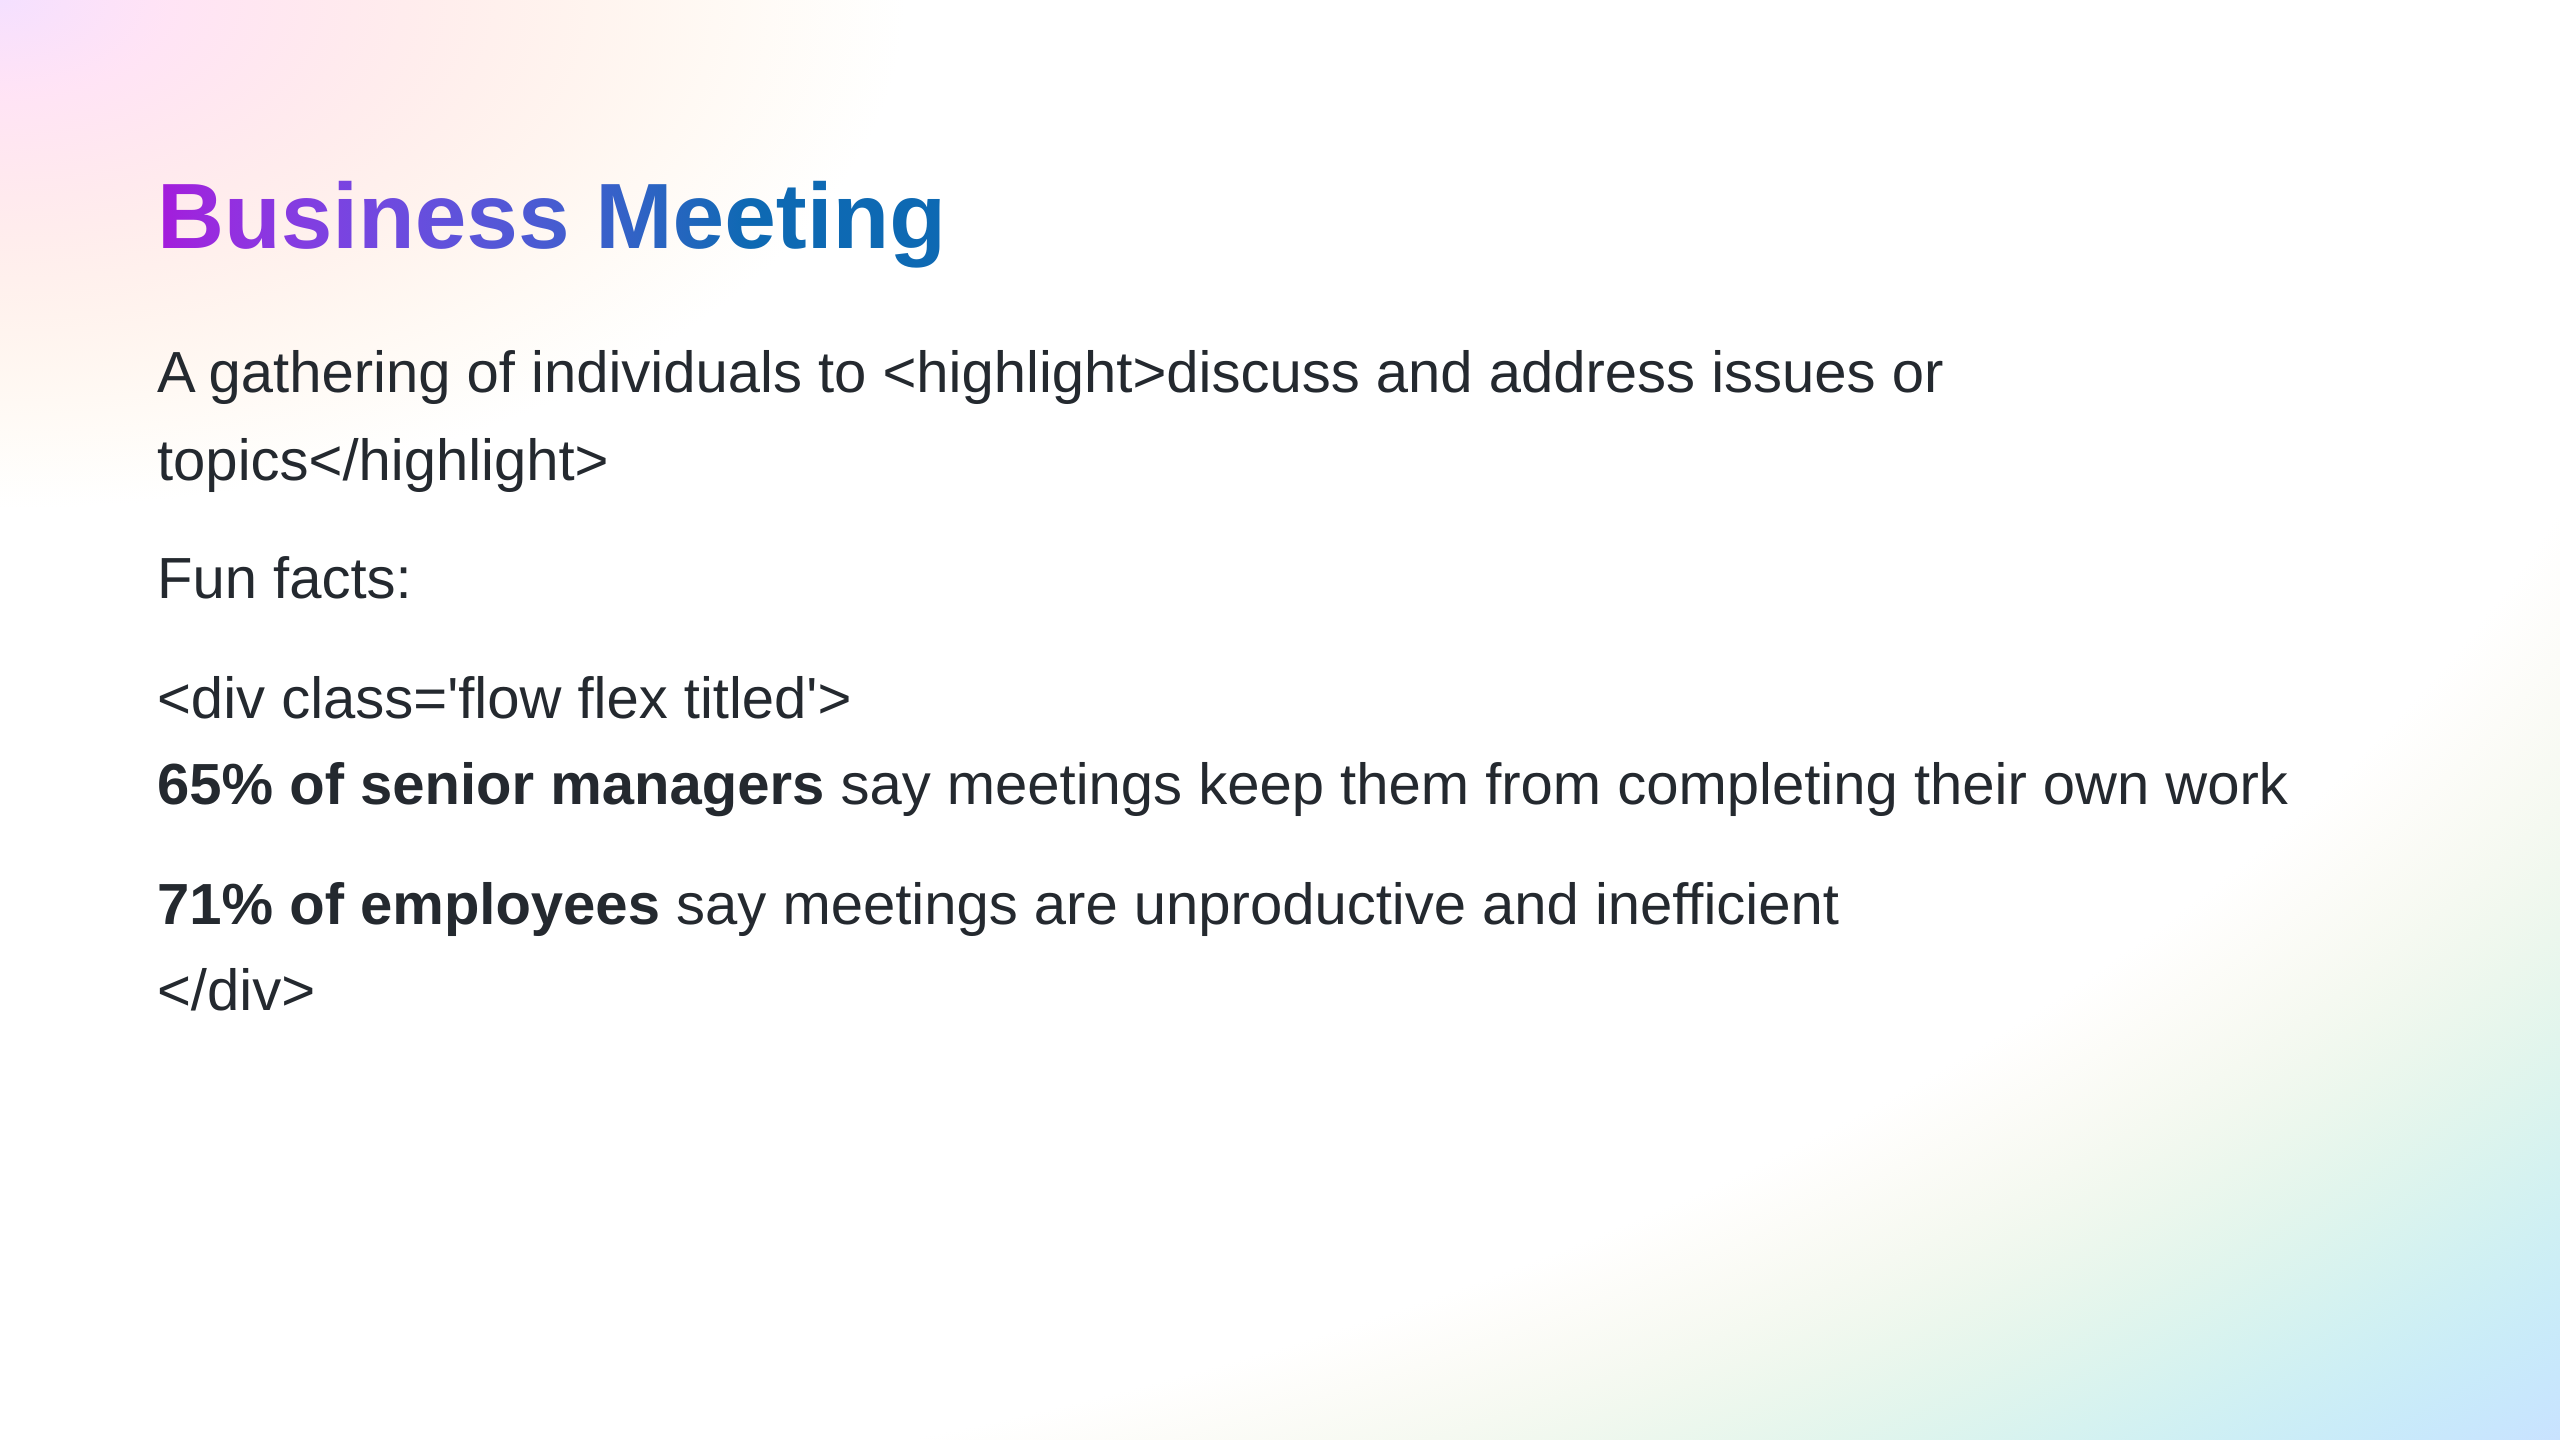 Business Meeting
A gathering of individuals to <highlight>discuss and address issues or
topics</highlight>
Fun facts:
<div class='flow flex titled'>
65% of senior managers say meetings keep them from completing their own work
71% of employees say meetings are unproductive and inefficient
</div>